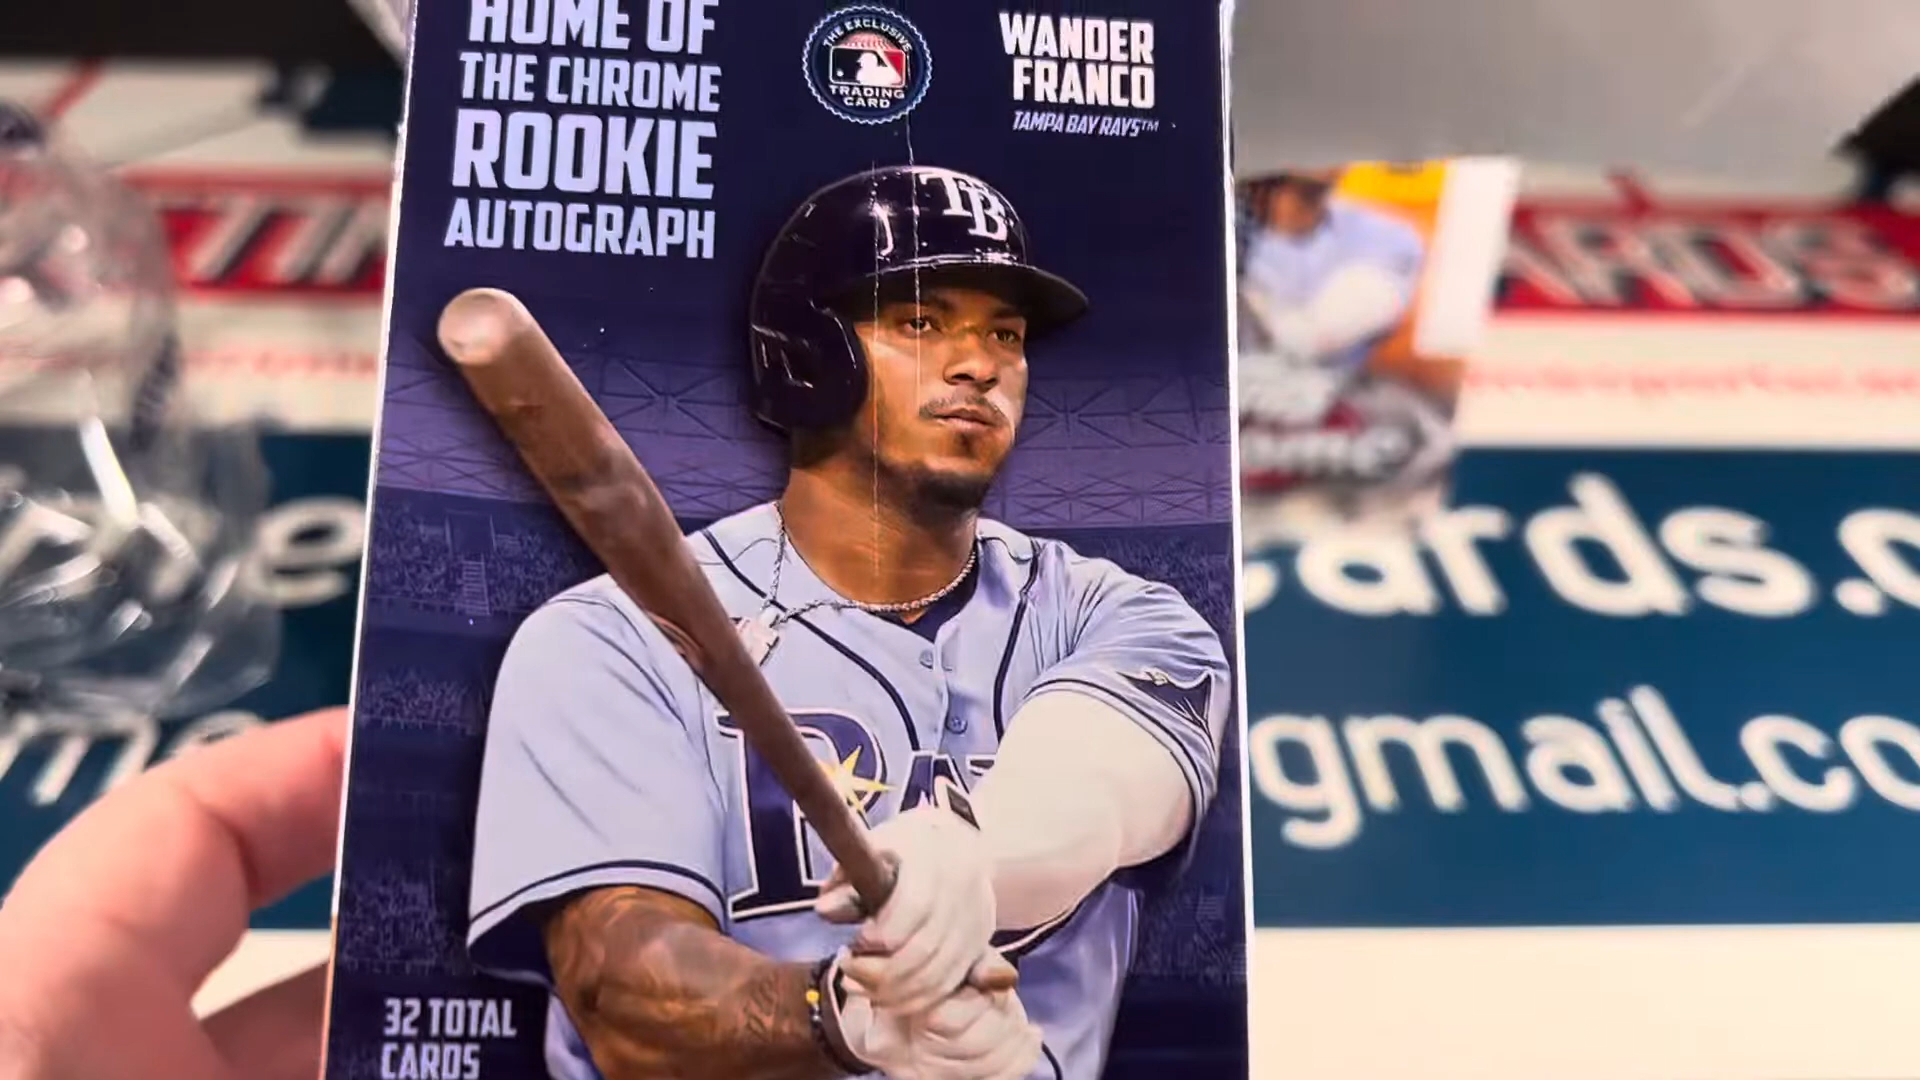 HOME OF
THE CHROME
ROOKIE
AUTOGRAPH
THE EXCLUSIVE
TRADING
CARD
WANDER
FRANCO
TAMPA BAY RAYS™
TB
32 TOTAL
CARDS
ards.c
gmail.co